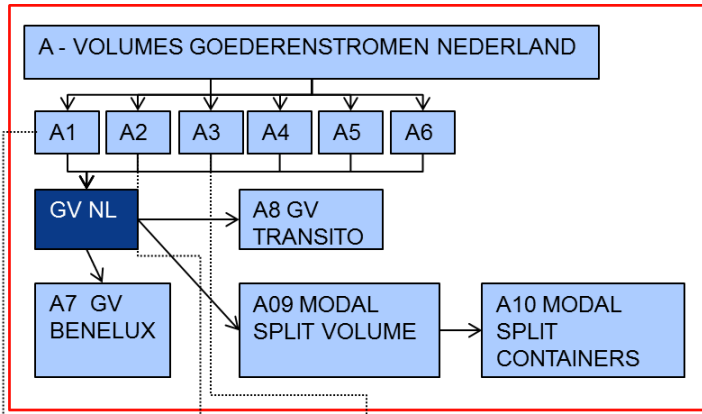 A - VOLUMES GOEDERENSTROMEN NEDERLAND
A1 A2 A3 A4 A5 A6
GV NL
A8 GV
TRANSITO
A7 GV
BENELUX
A09 MODAL
SPLIT VOLUME
A10 MODAL
SPLIT
CONTAINERS